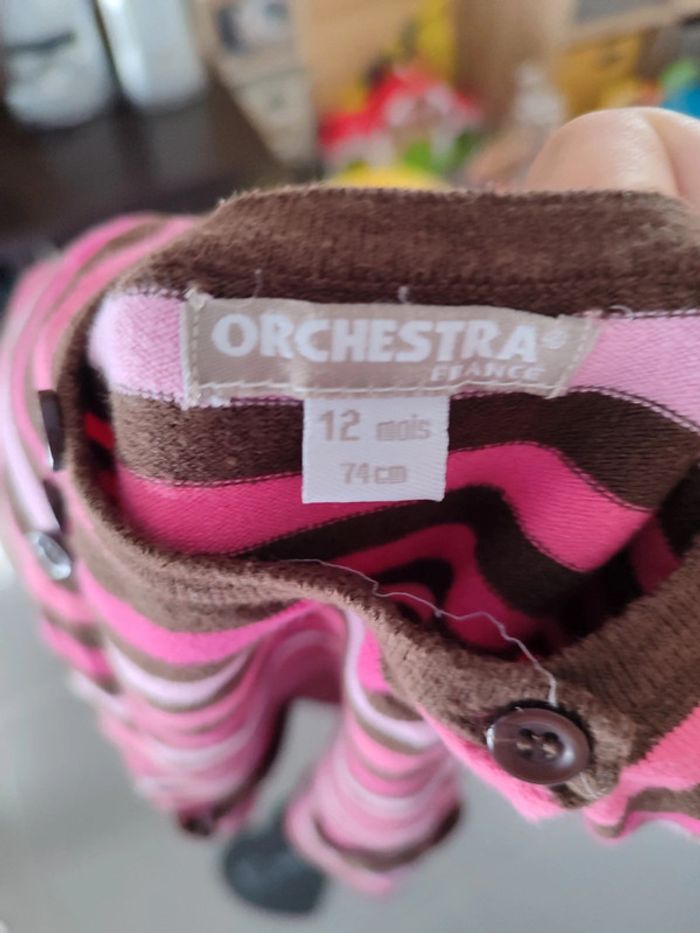 ORCHESTRA®
FRANCE
12 mois
74cm